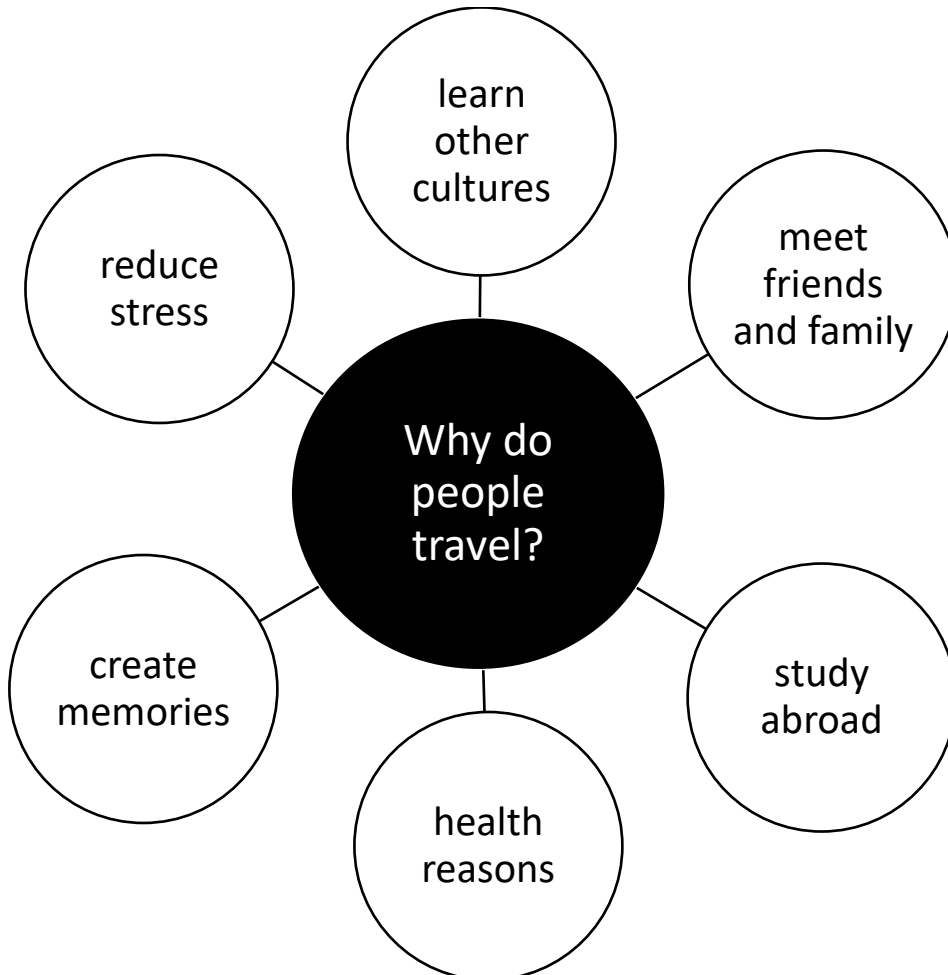 learn
other
cultures
meet
friends
and family
reduce
stress
Why do
people
travel?
create
memories
study
abroad
health
reasons